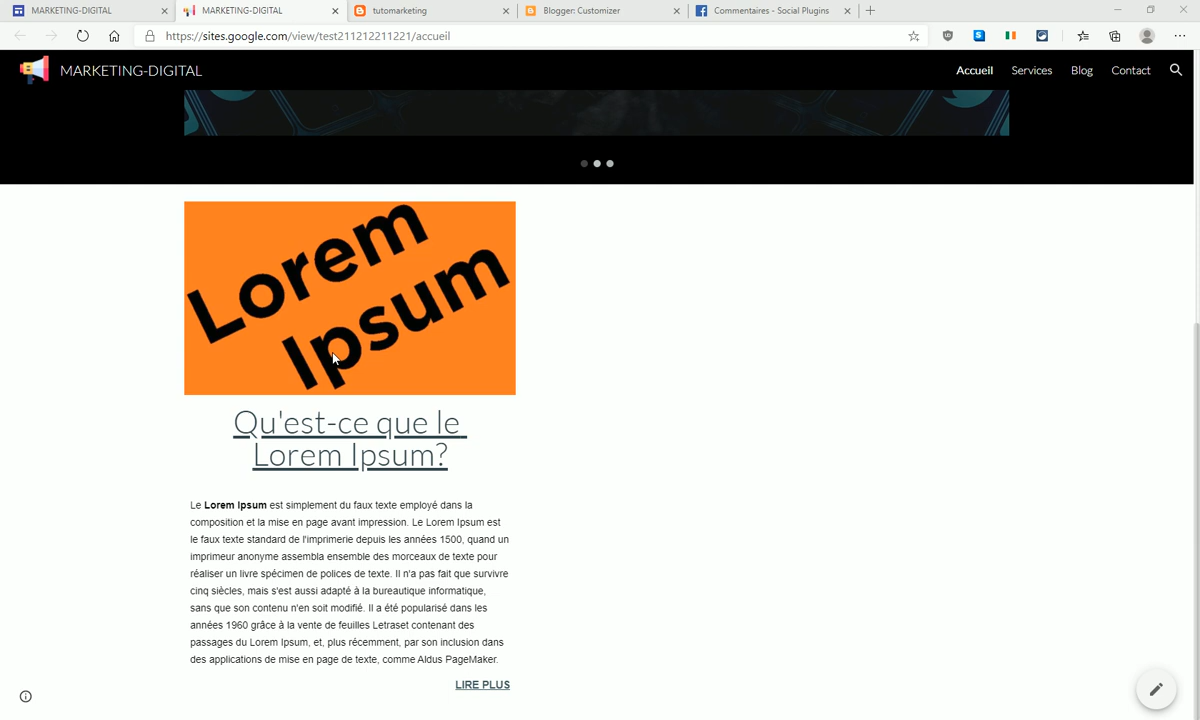 MARKETING-DIGITAL
MARKETING-DIGITAL
tutomarketing
Blogger: Customizer
Commentaires - Social Plugins
https://sites.google.com/view/test211212211221/accueil
MARKETING-DIGITAL
Accueil
Services
Blog
Contact
Lorem
Ipsum
Qu'est-ce que le
Lorem Ipsum?
Le Lorem Ipsum est simplement du faux texte employé dans la
composition et la mise en page avant impression. Le Lorem Ipsum est
le faux texte standard de l'imprimerie depuis les années 1500, quand un
imprimeur anonyme assembla ensemble des morceaux de texte pour
réaliser un livre spécimen de polices de texte. Il n'a pas fait que survivre
cinq siècles, mais s'est aussi adapté à la bureautique informatique,
sans que son contenu n'en soit modifié. Il a été popularisé dans les
années 1960 grâce à la vente de feuilles Letraset contenant des
passages du Lorem Ipsum, et, plus récemment, par son inclusion dans
des applications de mise en page de texte, comme Aldus PageMaker.
LIRE PLUS